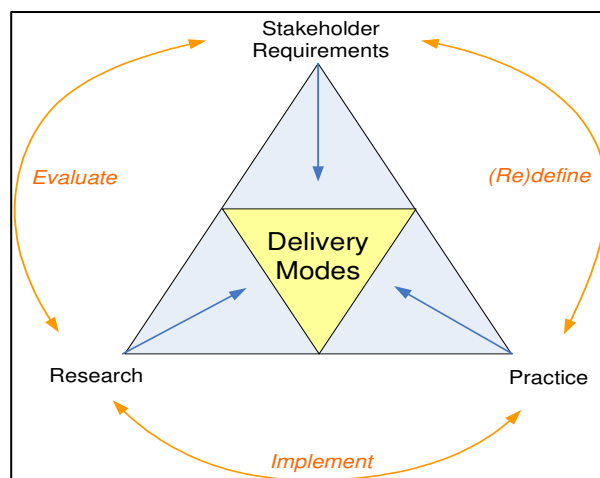 Stakeholder
Requirements
Evaluate
(Re)define
Delivery
Modes
Research
Practice
Implement